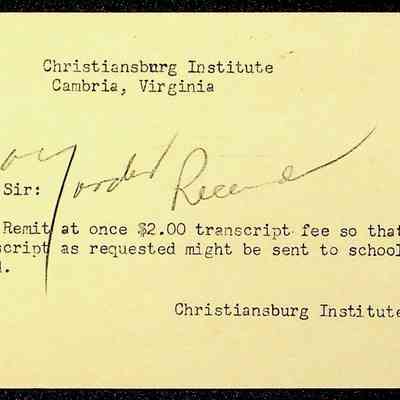 Christiansburg Institute
Cambria, Virginia
Sir:
Remit at once $2.00 transcript fee so that
script as requested might be sent to school
d.
Christiansburg Institute